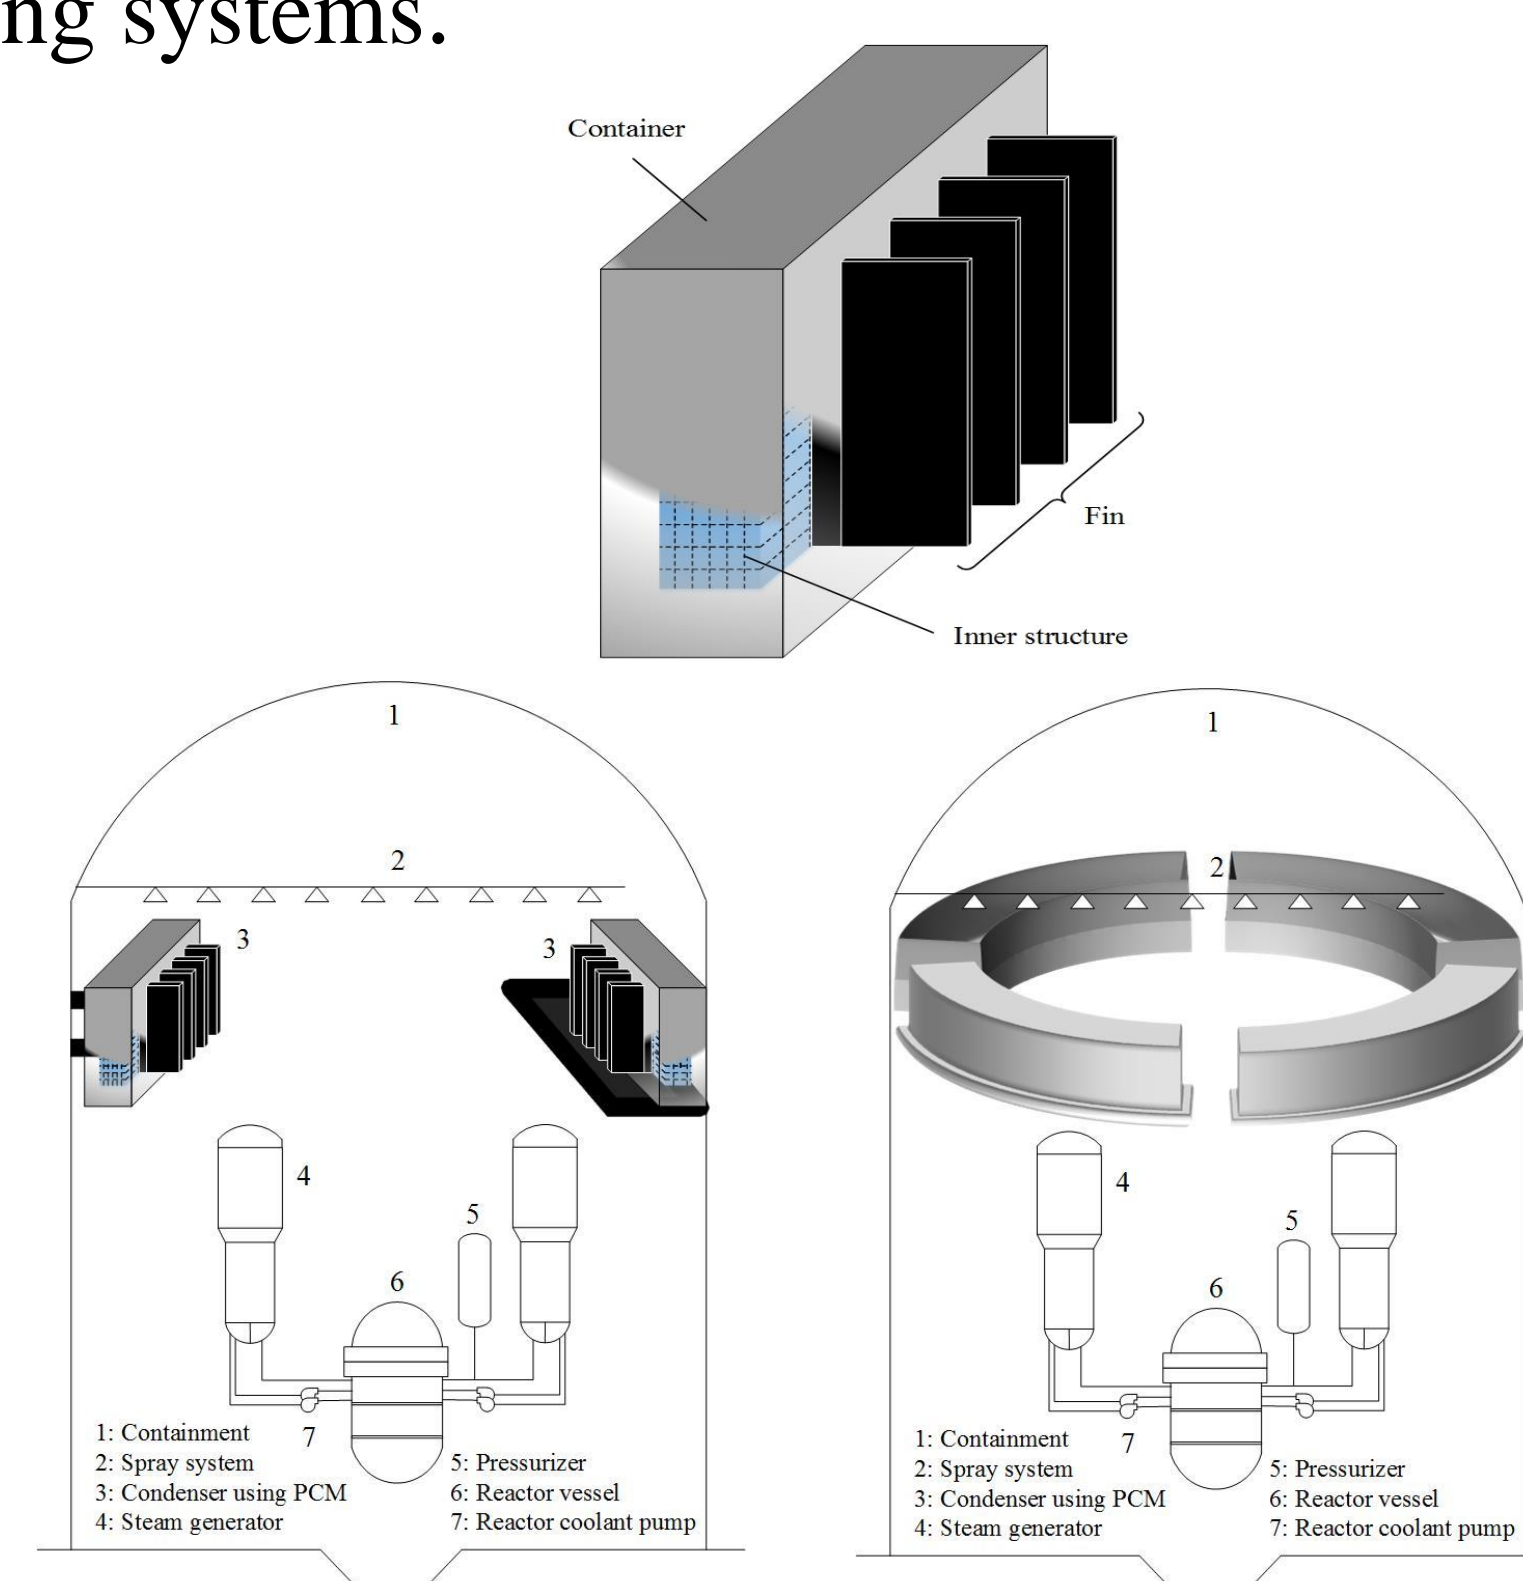 ng systems.
Container
Fin
Inner structure
1
2
3
3
4
5
6
7
1: Containment
2: Spray system
3: Condenser using PCM
4: Steam generator
5: Pressurizer
6: Reactor vessel
7: Reactor coolant pump
1
2
4
5
6
7
1: Containment
2: Spray system
3: Condenser using PCM
4: Steam generator
5: Pressurizer
6: Reactor vessel
7: Reactor coolant pump